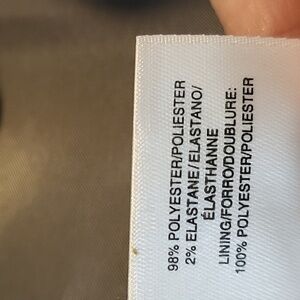 98% POLYESTER/POLIESTER
2% ELASTANE/ELASTANO/
ÉLASTHANNE
LINING/FORRO/DOUBLURE:
100% POLYESTER/POLIESTER